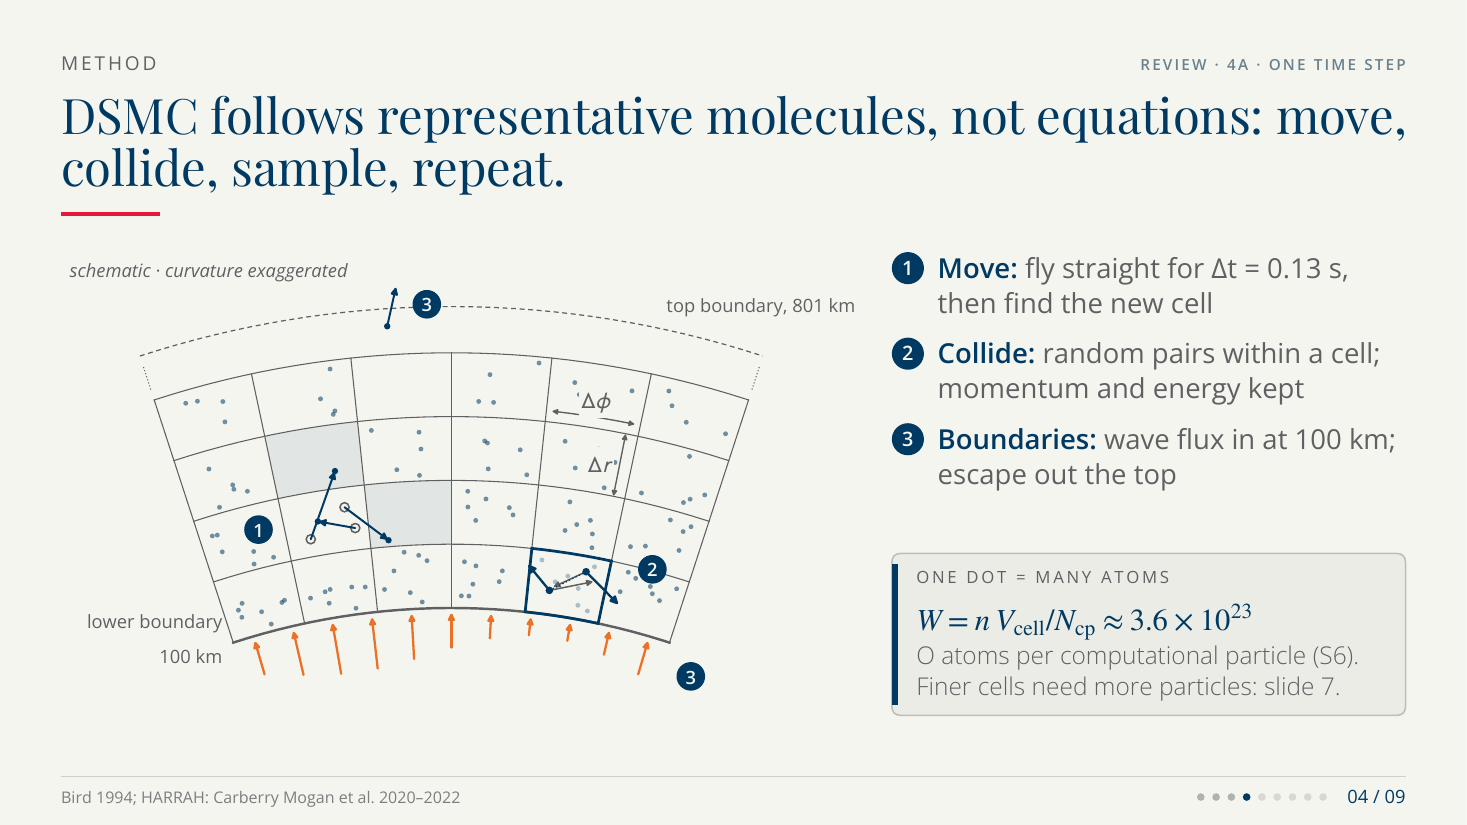 METHOD
REVIEW · 4A · ONE TIME STEP
DSMC follows representative molecules, not equations: move,
collide, sample, repeat.
schematic · curvature exaggerated
3
top boundary, 801 km
Δϕ
Δr
1
2
lower boundary
100 km
3
1 Move: fly straight for Δt = 0.13 s,
then find the new cell
2 Collide: random pairs within a cell;
momentum and energy kept
3 Boundaries: wave flux in at 100 km;
escape out the top
ONE DOT = MANY ATOMS
W = n V_cell/N_cp ≈ 3.6 × 10²³
O atoms per computational particle (S6).
Finer cells need more particles: slide 7.
Bird 1994; HARRAH: Carberry Mogan et al. 2020–2022
04 / 09